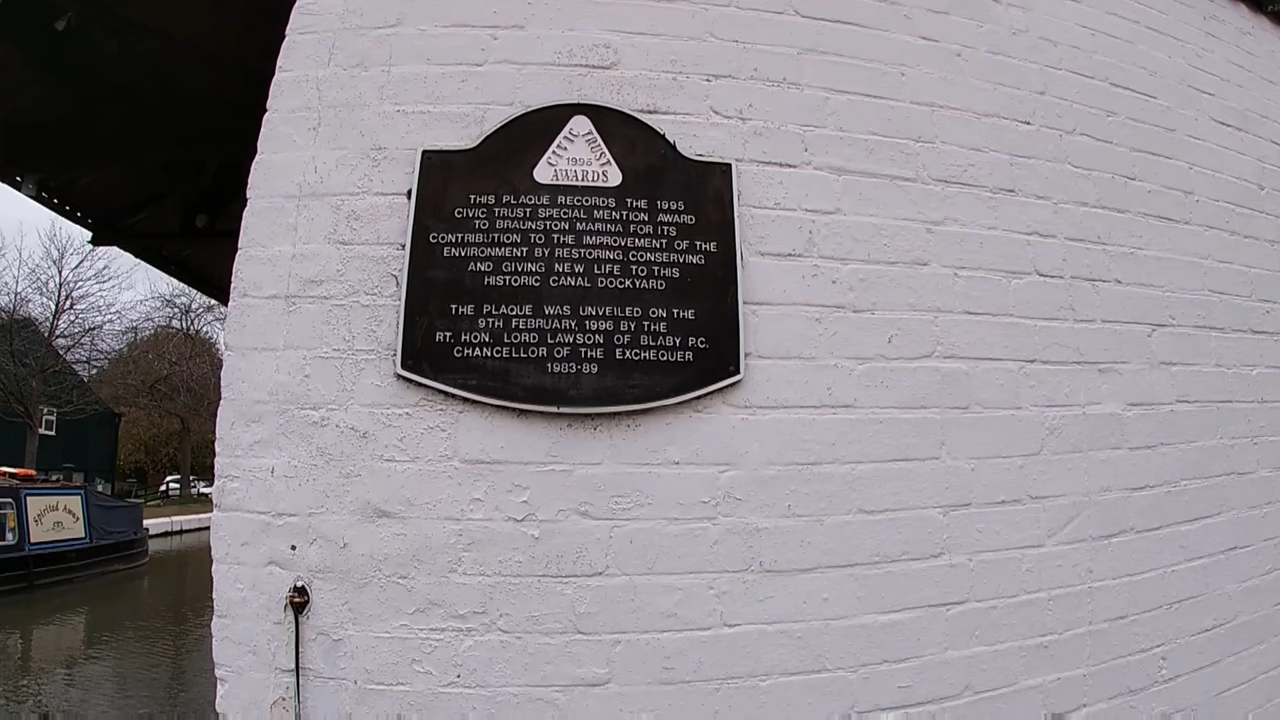 CIVIC TRUST
1995
AWARDS
THIS PLAQUE RECORDS THE 1995
CIVIC TRUST SPECIAL MENTION AWARD
TO BRAUNSTON MARINA FOR ITS
CONTRIBUTION TO THE IMPROVEMENT OF THE
ENVIRONMENT BY RESTORING, CONSERVING
AND GIVING NEW LIFE TO THIS
HISTORIC CANAL DOCKYARD
THE PLAQUE WAS UNVEILED ON THE
9TH FEBRUARY, 1996 BY THE
RT. HON. LORD LAWSON OF BLABY P.C.
CHANCELLOR OF THE EXCHEQUER
1983-89
Spirited Away